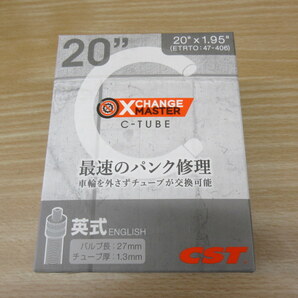 20"
20" x 1.95"
(ETRTO : 47-406)
XCHANGE
MASTER
C-TUBE
最速のパンク修理
車輪を外さずチューブが交換可能
英式 ENGLISH
バルブ長 : 27mm
チューブ厚 : 1.3mm
CST